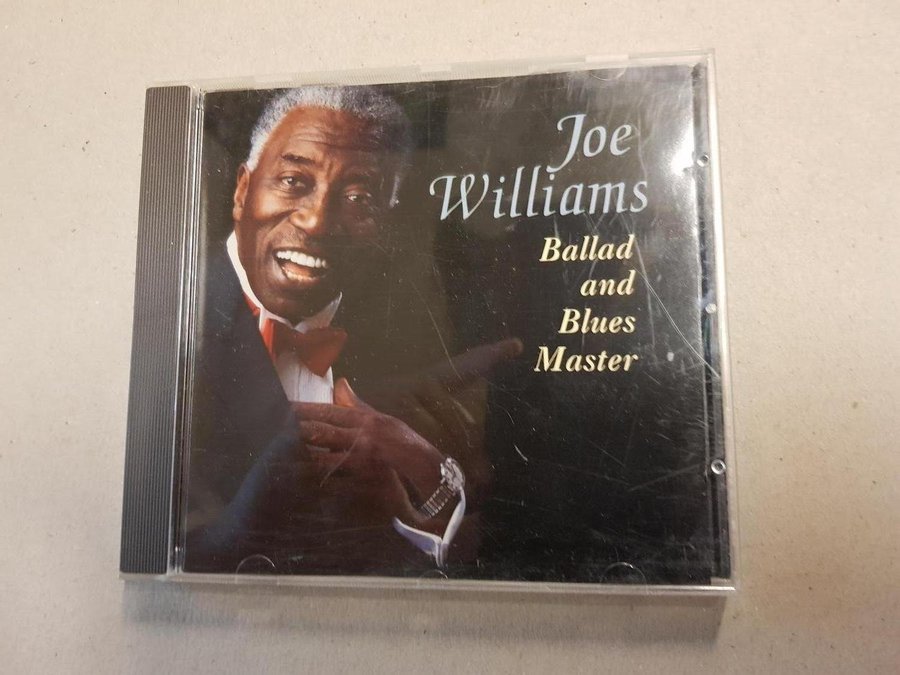 Joe
Williams
Ballad
and
Blues
Master